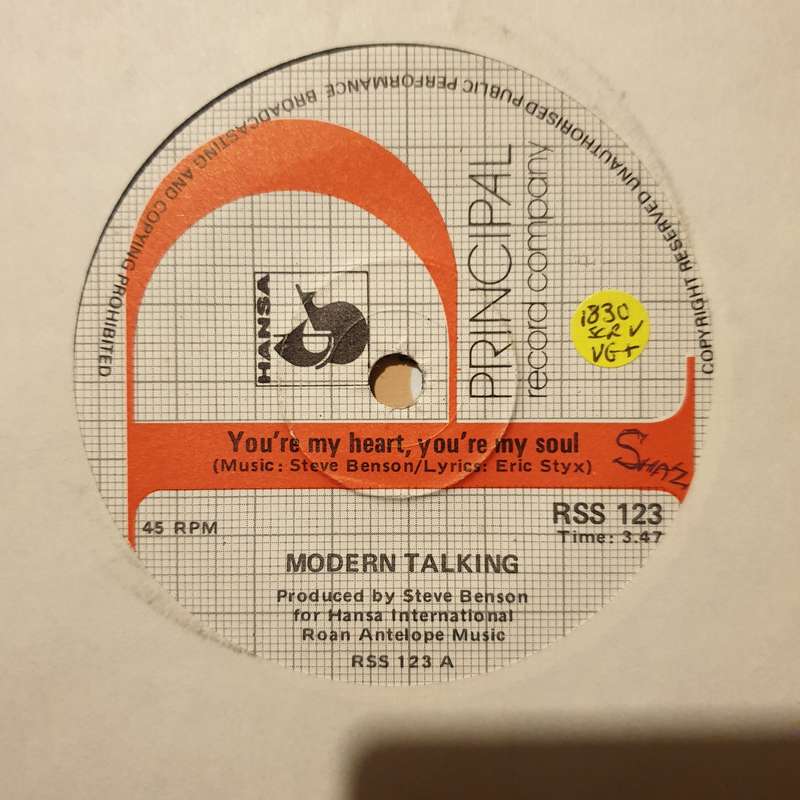 COPYRIGHT RESERVED UNAUTHORISED PUBLIC PERFORMANCE BROADCASTING AND COPYING PROHIBITED
HANSA
PRINCIPAL
record company
1830
SCR V
VG+
You're my heart, you're my soul
(Music: Steve Benson/Lyrics: Eric Styx)
SHAZ
45 RPM
RSS 123
Time: 3.47
MODERN TALKING
Produced by Steve Benson
for Hansa International
Roan Antelope Music
RSS 123 A